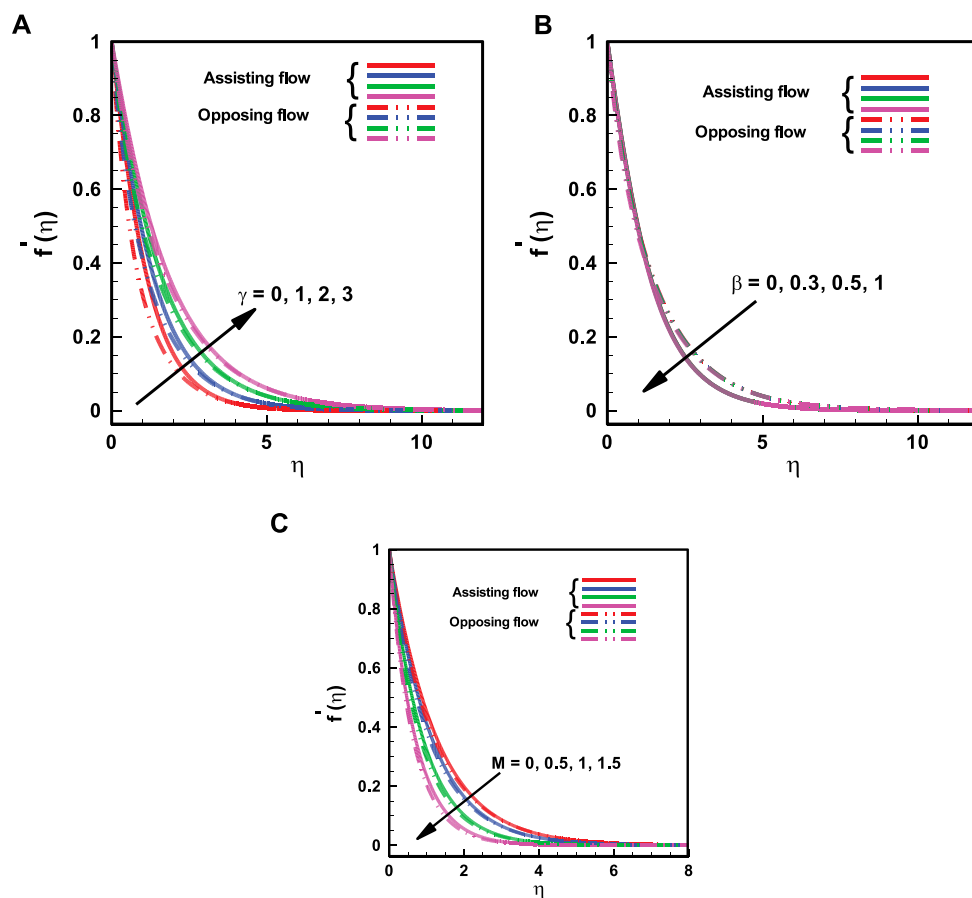 A
1
0.8
0.6
0.4
0.2
0
0 5 10
η
f'(η)
Assisting flow {
Opposing flow {
γ = 0, 1, 2, 3
B
1
0.8
0.6
0.4
0.2
0
0 5 10
η
f'(η)
Assisting flow {
Opposing flow {
β = 0, 0.3, 0.5, 1
C
1
0.8
0.6
0.4
0.2
0
0 2 4 6 8
η
f'(η)
Assisting flow {
Opposing flow {
M = 0, 0.5, 1, 1.5